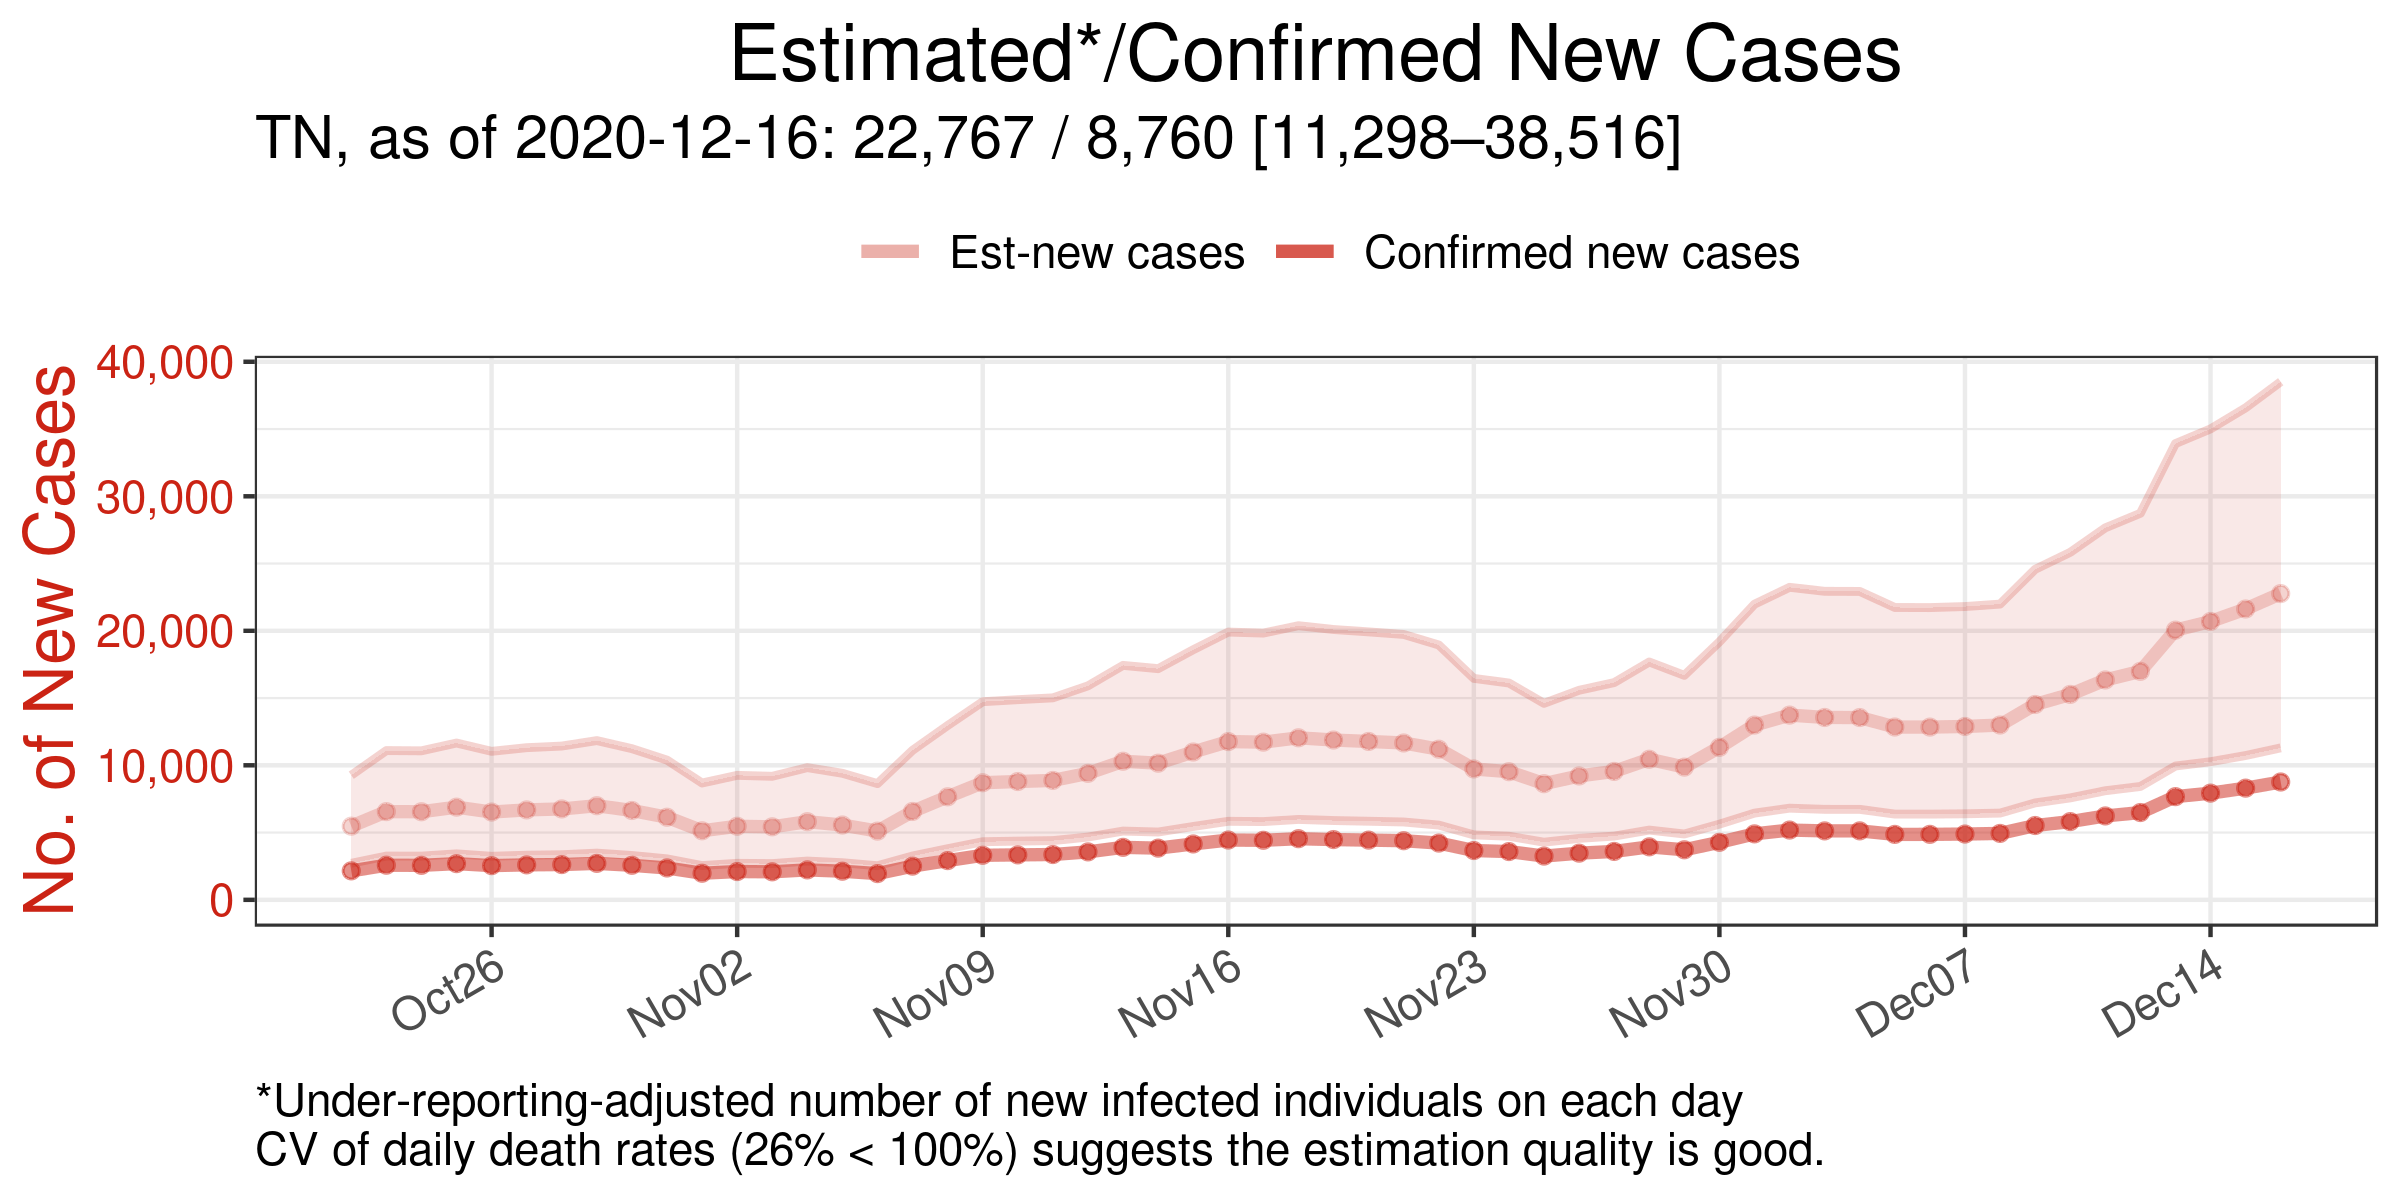 Estimated*/Confirmed New Cases
TN, as of 2020-12-16: 22,767 / 8,760 [11,298–38,516]
Est-new cases
Confirmed new cases
No. of New Cases
40,000
30,000
20,000
10,000
0
Oct26
Nov02
Nov09
Nov16
Nov23
Nov30
Dec07
Dec14
*Under-reporting-adjusted number of new infected individuals on each day
CV of daily death rates (26% < 100%) suggests the estimation quality is good.